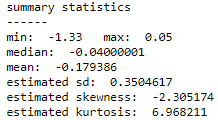 summary statistics
------
min:  -1.33   max:  0.05
median:  -0.04000001
mean:  -0.179386
estimated sd:  0.3504617
estimated skewness:  -2.305174
estimated kurtosis:  6.968211